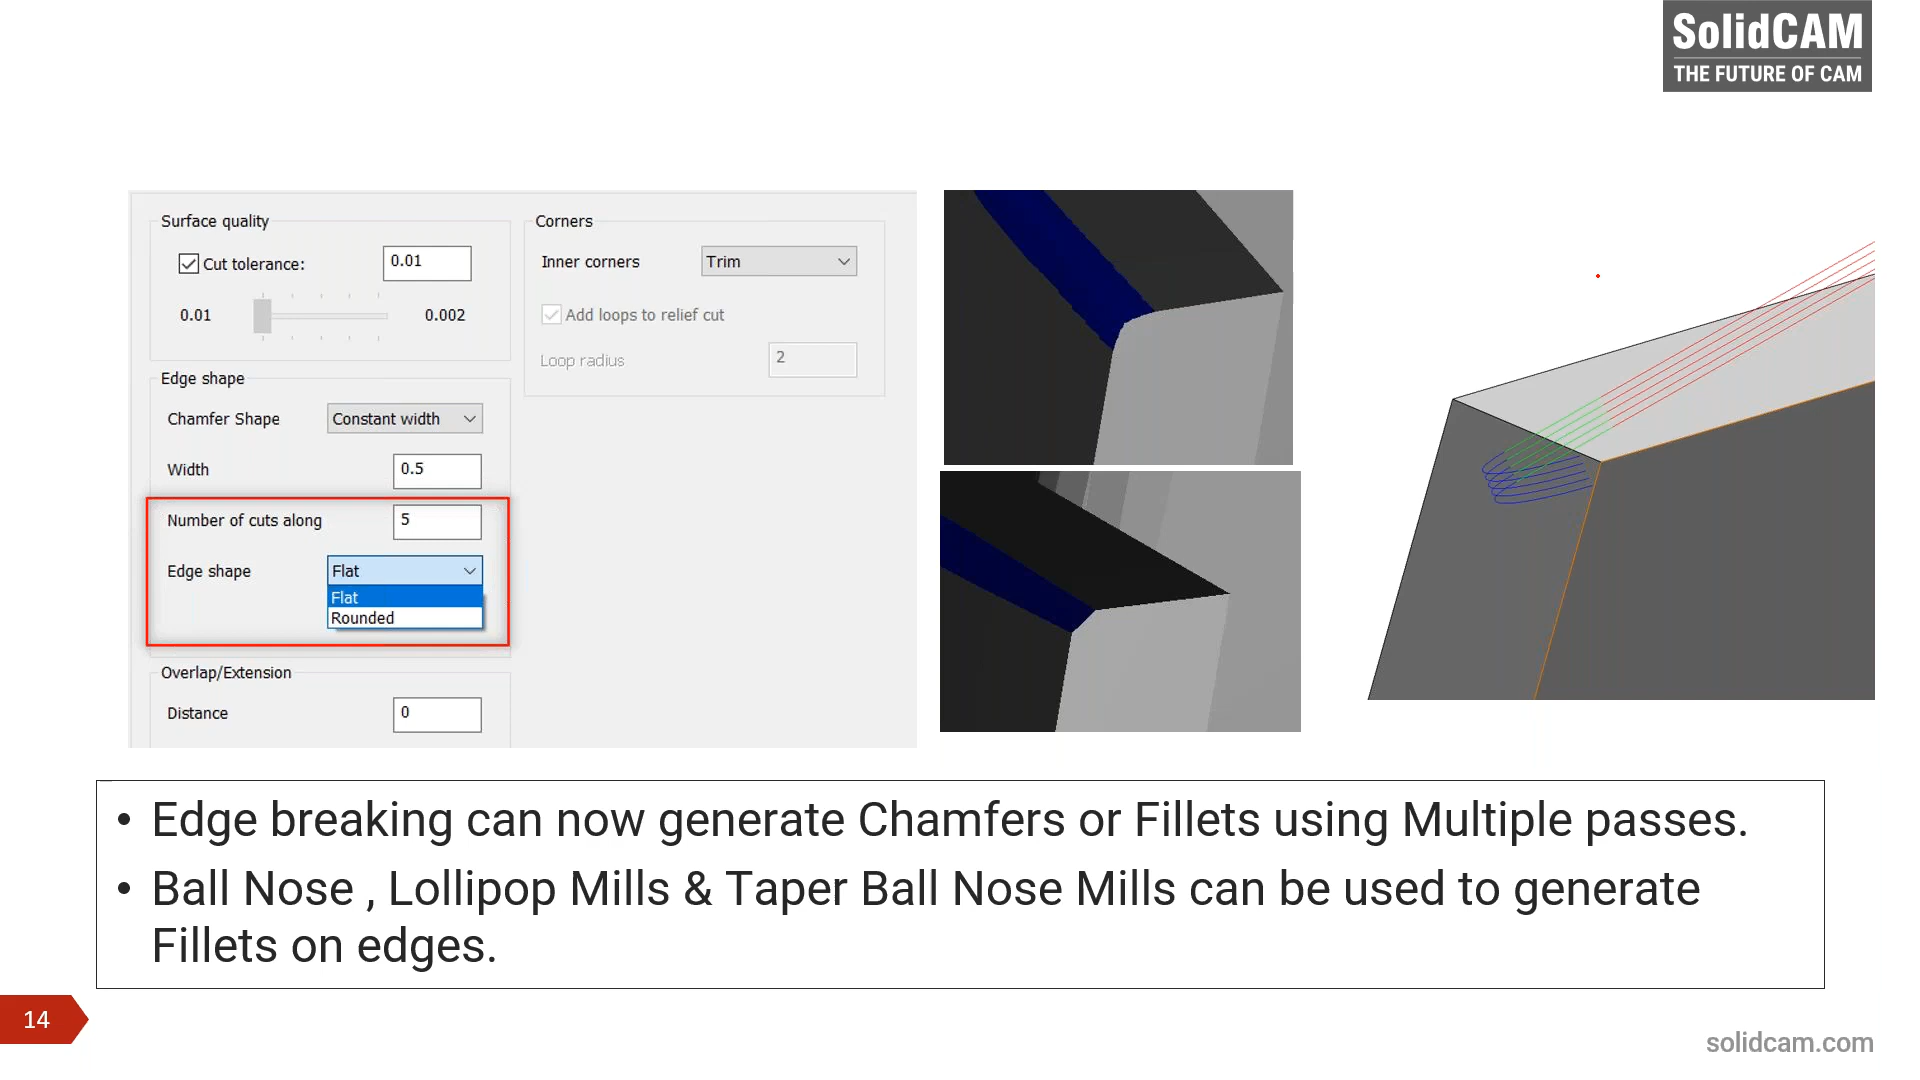 SolidCAM
THE FUTURE OF CAM
Surface quality
Cut tolerance: 0.01
0.01 0.002
Edge shape
Chamfer Shape Constant width
Width 0.5
Number of cuts along 5
Edge shape Flat
Flat
Rounded
Overlap/Extension
Distance 0
Corners
Inner corners Trim
Add loops to relief cut
Loop radius 2
• Edge breaking can now generate Chamfers or Fillets using Multiple passes.
• Ball Nose , Lollipop Mills & Taper Ball Nose Mills can be used to generate
Fillets on edges.
14
solidcam.com